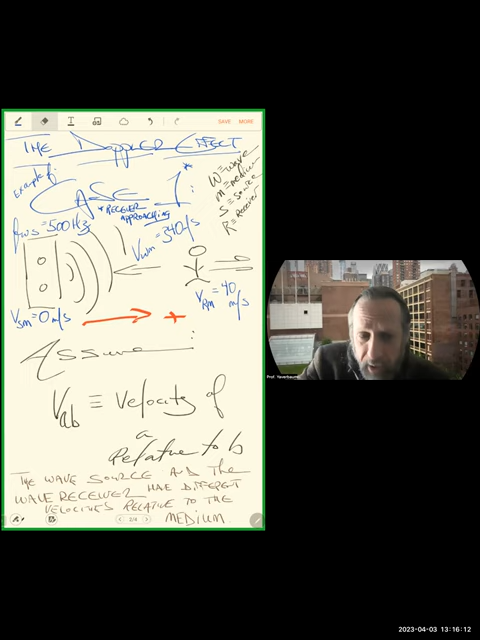 SAVE MORE
THE DOPPLER EFFECT
Example of:
CASE 1*:
* RECEIVER
APPROACHING
W ≡ wave
M ≡ medium
S ≡ Source
R ≡ Receiver
fws = 500 Hz
Vwm = 340 m/s
VRM = 40 m/s
VSM = 0 m/s
+
Assume:
Vab ≡ Velocity of
a
Relative to b
THE WAVE SOURCE AND THE
WAVE RECEIVER HAVE DIFFERENT
VELOCITIES RELATIVE TO THE
MEDIUM.
2/6
Prof. Yaverbaum
2023-04-03 13:16:12